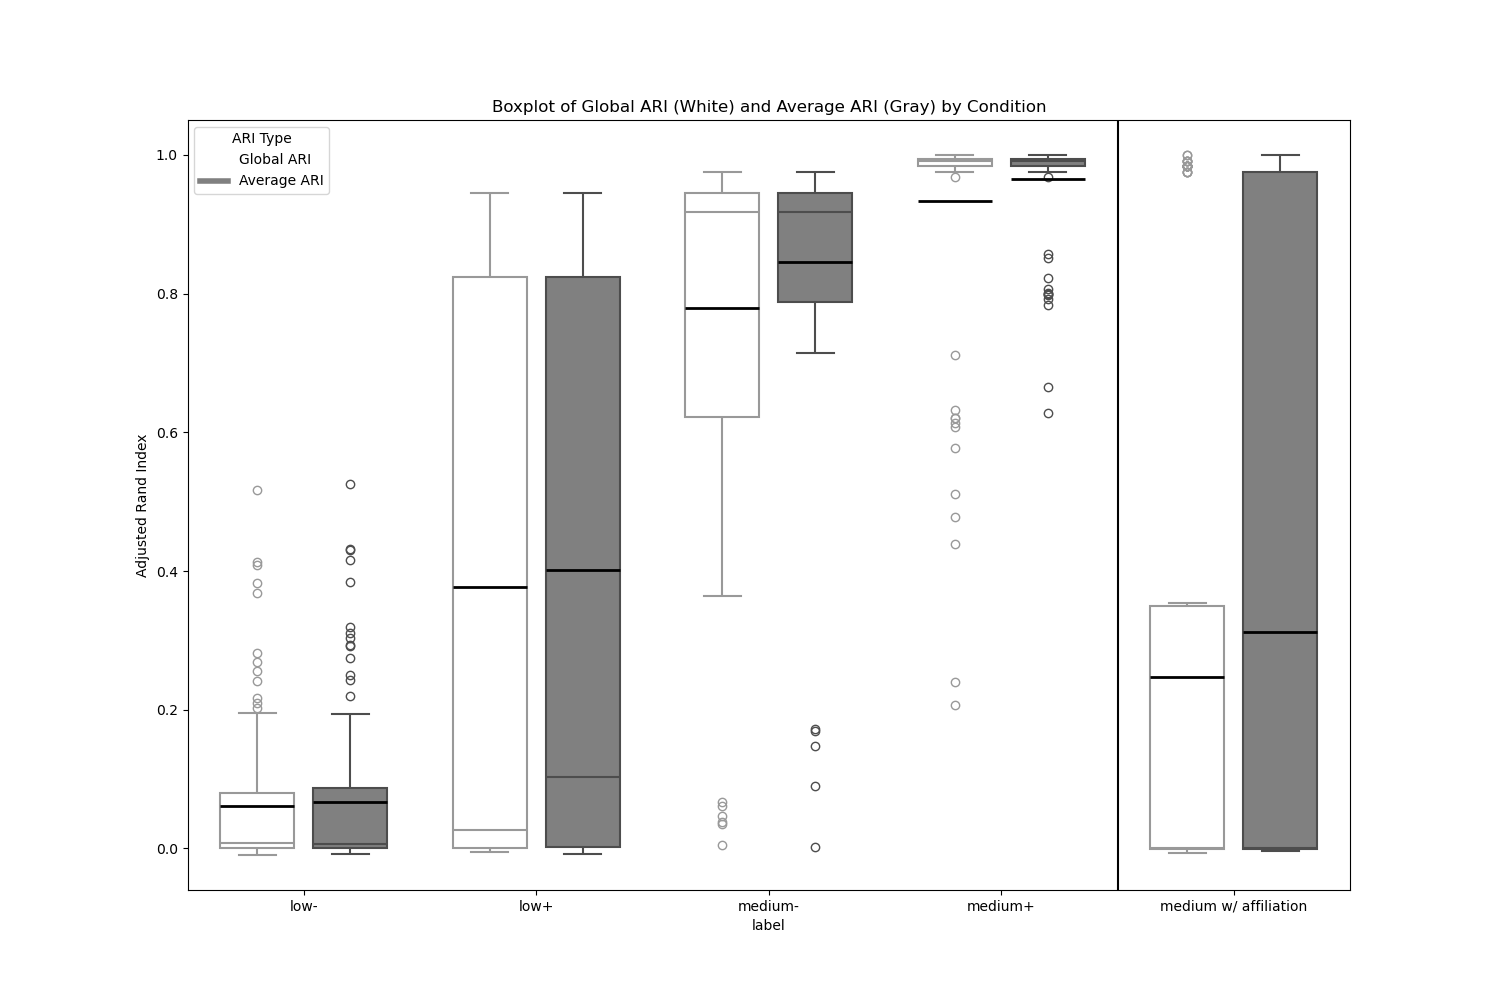 Boxplot of Global ARI (White) and Average ARI (Gray) by Condition
ARI Type
Global ARI
Average ARI
Adjusted Rand Index
1.0
0.8
0.6
0.4
0.2
0.0
low-
low+
medium-
medium+
medium w/ affiliation
label